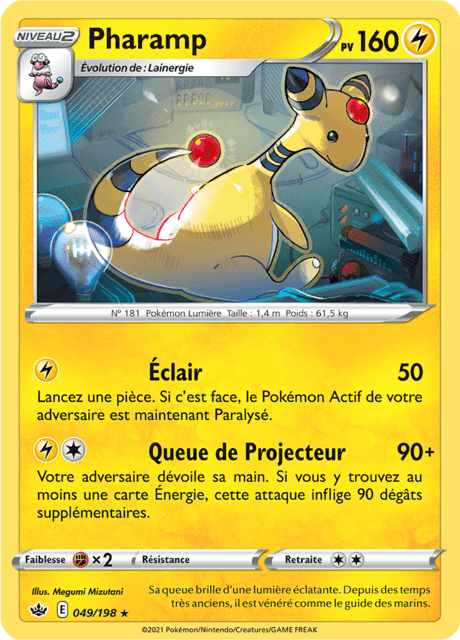 NIVEAU 2
Pharamp
PV 160
Évolution de : Lainergie
N° 181 Pokémon Lumière Taille : 1,4 m Poids : 61,5 kg
Éclair 50
Lancez une pièce. Si c'est face, le Pokémon Actif de votre
adversaire est maintenant Paralysé.
Queue de Projecteur 90+
Votre adversaire dévoile sa main. Si vous y trouvez au
moins une carte Énergie, cette attaque inflige 90 dégâts
supplémentaires.
Faiblesse ×2 Résistance Retraite
Illus. Megumi Mizutani
E 049/198 ★
Sa queue brille d'une lumière éclatante. Depuis des temps
très anciens, il est vénéré comme le guide des marins.
©2021 Pokémon/Nintendo/Creatures/GAME FREAK